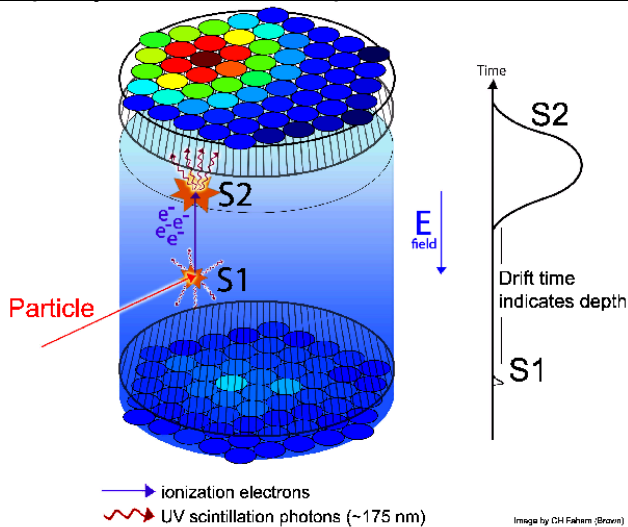 Time
S2
S2
e-
e- e-
e-
E
field
S1
Drift time
indicates depth
Particle
S1
ionization electrons
UV scintillation photons (~175 nm)
Image by CH Faham (Brown)